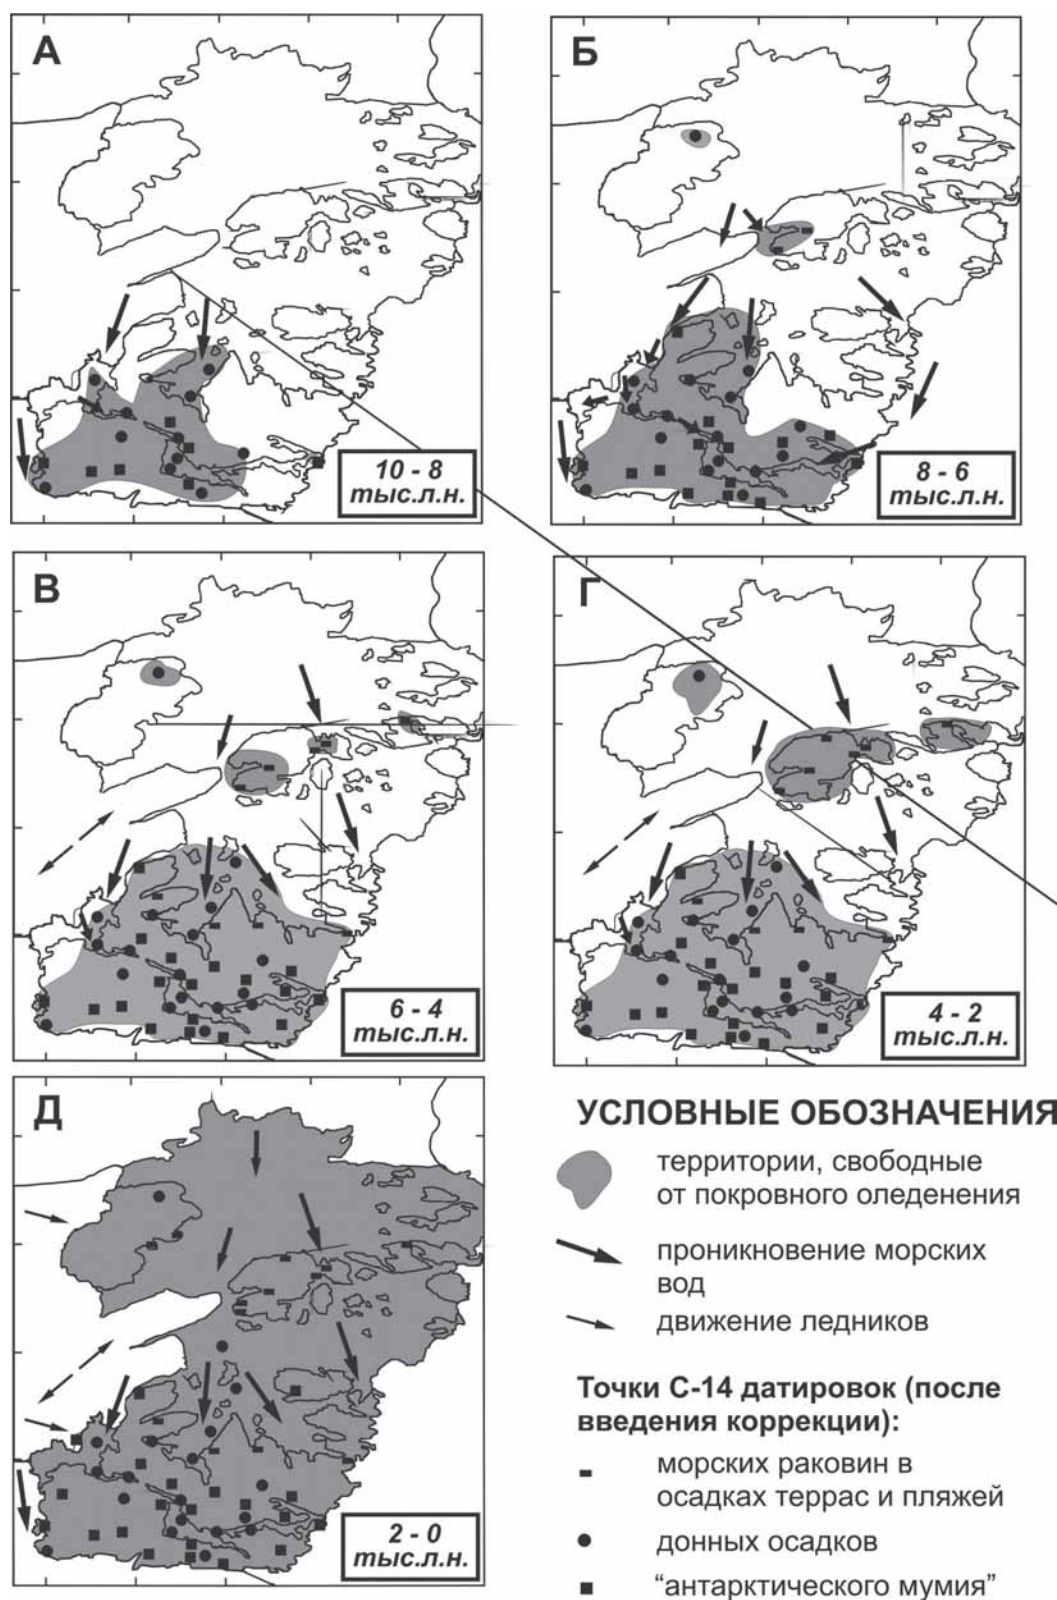 А
10 - 8
тыс.л.н.
Б
8 - 6
тыс.л.н.
В
6 - 4
тыс.л.н.
Г
4 - 2
тыс.л.н.
Д
2 - 0
тыс.л.н.
УСЛОВНЫЕ ОБОЗНАЧЕНИЯ
территории, свободные
от покровного оледенения
проникновение морских
вод
движение ледников
Точки С-14 датировок (после
введения коррекции):
морских раковин в
осадках террас и пляжей
донных осадков
“антарктического мумия”